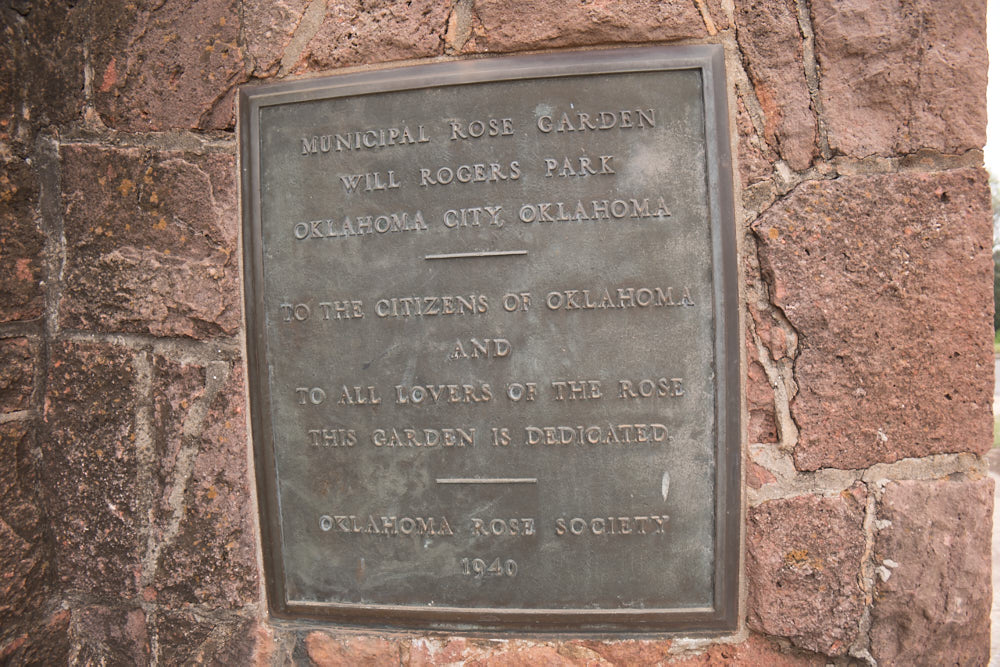 MUNICIPAL ROSE GARDEN
WILL ROGERS PARK
OKLAHOMA CITY, OKLAHOMA
TO THE CITIZENS OF OKLAHOMA
AND
TO ALL LOVERS OF THE ROSE
THIS GARDEN IS DEDICATED.
OKLAHOMA ROSE SOCIETY
1940